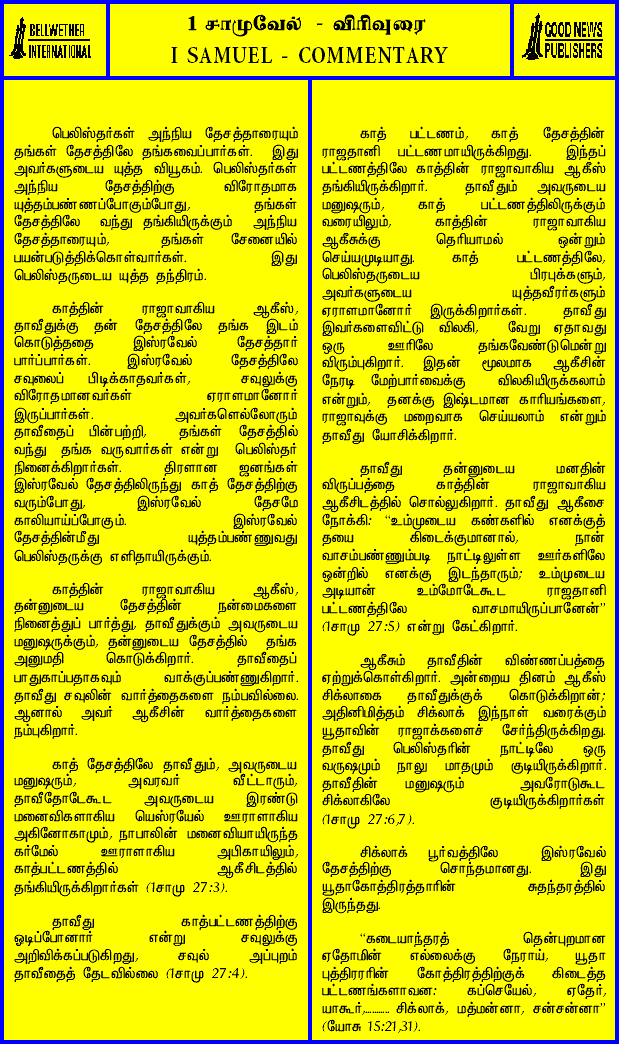 BELLWETHER
INTERNATIONAL
1 சாமுவேல் - விரிவுரை
I SAMUEL - COMMENTARY
GOOD NEWS
PUBLISHERS
பெலிஸ்தர்கள் அந்நிய தேசத்தாரையும்
தங்கள் தேசத்திலே தங்கவைப்பார்கள். இது
அவர்களுடைய யுத்த வியூகம். பெலிஸ்தர்கள்
அந்நிய தேசத்திற்கு விரோதமாக
யுத்தம்பண்ணப்போகும்போது, தங்கள்
தேசத்திலே வந்து தங்கியிருக்கும் அந்நிய
தேசத்தாரையும், தங்கள் சேனையில்
பயன்படுத்திக்கொள்வார்கள். இது
பெலிஸ்தருடைய யுத்த தந்திரம்.
காத்தின் ராஜாவாகிய ஆகீஸ்,
தாவீதுக்கு தன் தேசத்திலே தங்க இடம்
கொடுத்ததை இஸ்ரவேல் தேசத்தார்
பார்ப்பார்கள். இஸ்ரவேல் தேசத்திலே
சவுலைப் பிடிக்காதவர்கள், சவுலுக்கு
விரோதமானவர்கள் ஏராளமானோர்
இருப்பார்கள். அவர்களெல்லோரும்
தாவீதைப் பின்பற்றி, தங்கள் தேசத்தில்
வந்து தங்க வருவார்கள் என்று பெலிஸ்தர்
நினைக்கிறார்கள். திரளான ஜனங்கள்
இஸ்ரவேல் தேசத்திலிருந்து காத் தேசத்திற்கு
வரும்போது, இஸ்ரவேல் தேசமே
காலியாய்ப்போகும். இஸ்ரவேல்
தேசத்தின்மீது யுத்தம்பண்ணுவது
பெலிஸ்தருக்கு எளிதாயிருக்கும்.
காத்தின் ராஜாவாகிய ஆகீஸ்,
தன்னுடைய தேசத்தின் நன்மைகளை
நினைத்துப் பார்த்து, தாவீதுக்கும் அவருடைய
மனுஷருக்கும், தன்னுடைய தேசத்தில் தங்க
அனுமதி கொடுக்கிறார். தாவீதைப்
பாதுகாப்பதாகவும் வாக்குப்பண்ணுகிறார்.
தாவீது சவுலின் வார்த்தைகளை நம்பவில்லை.
ஆனால் அவர் ஆகீசின் வார்த்தைகளை
நம்புகிறார்.
காத் தேசத்திலே தாவீதும், அவருடைய
மனுஷரும், அவரவர் வீட்டாரும்,
தாவீதோடேகூட அவருடைய இரண்டு
மனைவிகளாகிய யெஸ்ரயேல் ஊராளாகிய
அகினோகாமும், நாபாலின் மனைவியாயிருந்த
கர்மேல் ஊராளாகிய அபிகாயிலும்,
காத்பட்டணத்தில் ஆகீசிடத்தில்
தங்கியிருக்கிறார்கள் (1சாமு 27:3).
தாவீது காத்பட்டணத்திற்கு
ஓடிப்போனார் என்று சவுலுக்கு
அறிவிக்கப்படுகிறது, சவுல் அப்புறம்
தாவீதைத் தேடவில்லை (1சாமு 27:4).
காத் பட்டணம், காத் தேசத்தின்
ராஜதானி பட்டணமாயிருக்கிறது. இந்தப்
பட்டணத்திலே காத்தின் ராஜாவாகிய ஆகீஸ்
தங்கியிருக்கிறார். தாவீதும் அவருடைய
மனுஷரும், காத் பட்டணத்திலிருக்கும்
வரையிலும், காத்தின் ராஜாவாகிய
ஆகீசுக்கு தெரியாமல் ஒன்றும்
செய்யமுடியாது. காத் பட்டணத்திலே,
பெலிஸ்தருடைய பிரபுக்களும்,
அவர்களுடைய யுத்தவீரர்களும்
ஏராளமானோர் இருக்கிறார்கள். தாவீது
இவர்களைவிட்டு விலகி, வேறு ஏதாவது
ஒரு ஊரிலே தங்கவேண்டுமென்று
விரும்புகிறார். இதன் மூலமாக ஆகீசின்
நேரடி மேற்பார்வைக்கு விலகியிருக்கலாம்
என்றும், தனக்கு இஷ்டமான காரியங்களை,
ராஜாவுக்கு மறைவாக செய்யலாம் என்றும்
தாவீது யோசிக்கிறார்.
தாவீது தன்னுடைய மனதின்
விருப்பத்தை காத்தின் ராஜாவாகிய
ஆகீசிடத்தில் சொல்லுகிறார். தாவீது ஆகீசை
நோக்கி: "உம்முடைய கண்களில் எனக்குத்
தயை கிடைக்குமானால், நான்
வாசம்பண்ணும்படி நாட்டிலுள்ள ஊர்களிலே
ஒன்றில் எனக்கு இடந்தாரும்; உம்முடைய
அடியான் உம்மோடேகூட ராஜதானி
பட்டணத்திலே வாசமாயிருப்பானேன்"
(1சாமு 27:5) என்று கேட்கிறார்.
ஆகீசும் தாவீதின் விண்ணப்பத்தை
ஏற்றுக்கொள்கிறார். அன்றைய தினம் ஆகீஸ்
சிக்லாகை தாவீதுக்குக் கொடுக்கிறான்;
அதினிமித்தம் சிக்லாக் இந்நாள் வரைக்கும்
யூதாவின் ராஜாக்களைச் சேர்ந்திருக்கிறது.
தாவீது பெலிஸ்தரின் நாட்டிலே ஒரு
வருஷமும் நாலு மாதமும் குடியிருக்கிறார்.
தாவீதின் மனுஷரும் அவரோடுகூட
சிக்லாகிலே குடியிருக்கிறார்கள்
(1சாமு 27:6,7).
சிக்லாக் பூர்வத்திலே இஸ்ரவேல்
தேசத்திற்கு சொந்தமானது. இது
யூதாகோத்திரத்தாரின் சுதந்தரத்தில்
இருந்தது.
"கடையாந்தரத் தென்புறமான
ஏதோமின் எல்லைக்கு நேராய், யூதா
புத்திரரின் கோத்திரத்திற்குக் கிடைத்த
பட்டணங்களாவன: கப்செயேல், ஏதேர்,
யாகூர்,.......... சிக்லாக், மத்மன்னா, சன்சன்னா"
(யோசு 15:21,31).